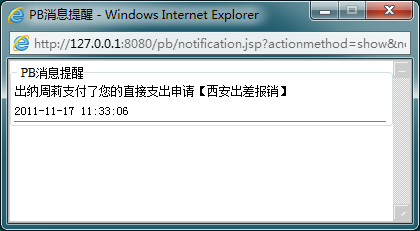 PB消息提醒 - Windows Internet Explorer
http://127.0.0.1:8080/pb/notification.jsp?actionmethod=show&no
PB消息提醒
出纳周莉支付了您的直接支出申请【西安出差报销】
2011-11-17 11:33:06